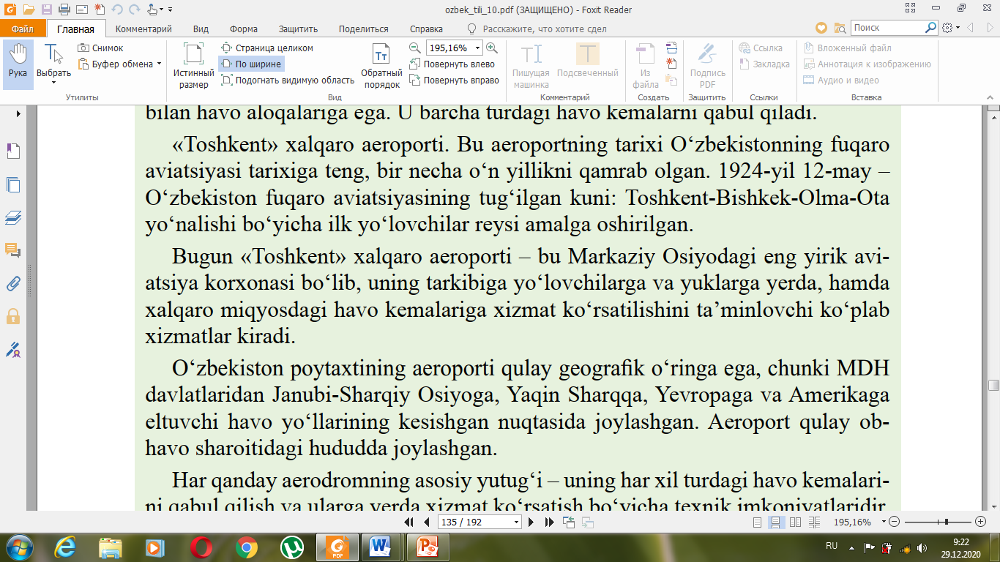 ozbek_tili_10.pdf (ЗАЩИЩЕНО) - Foxit Reader
Файл Главная Комментарий Вид Форма Защитить Поделиться Справка Расскажите, что хотите сделать Поиск
Рука
Выбрать
Снимок
Буфер обмена
Утилиты
Истинный размер
Страница целиком
По ширине
Подогнать видимую область
Обратный порядок
195,16%
Повернуть влево
Повернуть вправо
Вид
Пишущая машинка
Подсвеченный
Комментарий
Из файла
Создать
Подпись PDF
Защитить
Ссылка
Закладка
Ссылки
Вложенный файл
Аннотация к изображению
Аудио и видео
Вставка
bilan havo aloqalariga ega. U barcha turdagi havo kemalarni qabul qiladi.
«Toshkent» xalqaro aeroporti. Bu aeroportning tarixi O‘zbekistonning fuqaro
aviatsiyasi tarixiga teng, bir necha o‘n yillikni qamrab olgan. 1924-yil 12-may –
O‘zbekiston fuqaro aviatsiyasining tug‘ilgan kuni: Toshkent-Bishkek-Olma-Ota
yo‘nalishi bo‘yicha ilk yo‘lovchilar reysi amalga oshirilgan.
Bugun «Toshkent» xalqaro aeroporti – bu Markaziy Osiyodagi eng yirik avi-
atsiya korxonasi bo‘lib, uning tarkibiga yo‘lovchilarga va yuklarga yerda, hamda
xalqaro miqyosdagi havo kemalariga xizmat ko‘rsatilishini ta’minlovchi ko‘plab
xizmatlar kiradi.
O‘zbekiston poytaxtining aeroporti qulay geografik o‘ringa ega, chunki MDH
davlatlaridan Janubi-Sharqiy Osiyoga, Yaqin Sharqqa, Yevropaga va Amerikaga
eltuvchi havo yo‘llarining kesishgan nuqtasida joylashgan. Aeroport qulay ob-
havo sharoitidagi hududda joylashgan.
Har qanday aerodromning asosiy yutug‘i – uning har xil turdagi havo kemalari-
ni qabul qilish va ularga yerda xizmat ko‘rsatish bo‘yicha texnik imkoniyatlaridir.
135 / 192
195,16%
RU
9:22
29.12.2020